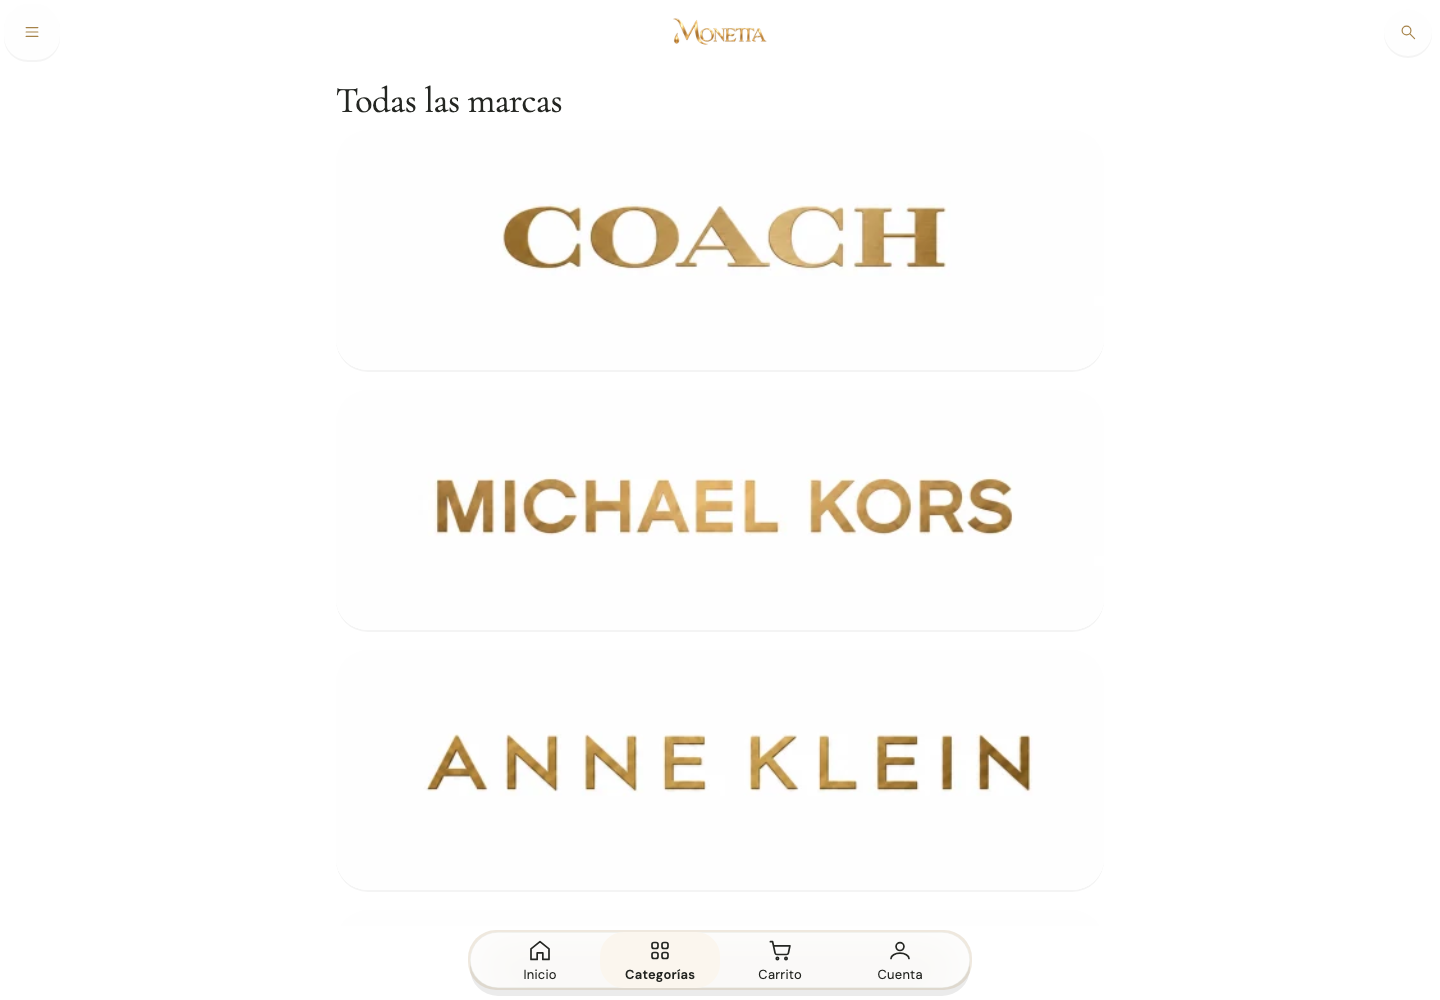 MONETTA
Todas las marcas
COACH
MICHAEL KORS
ANNE KLEIN
Inicio
Categorías
Carrito
Cuenta